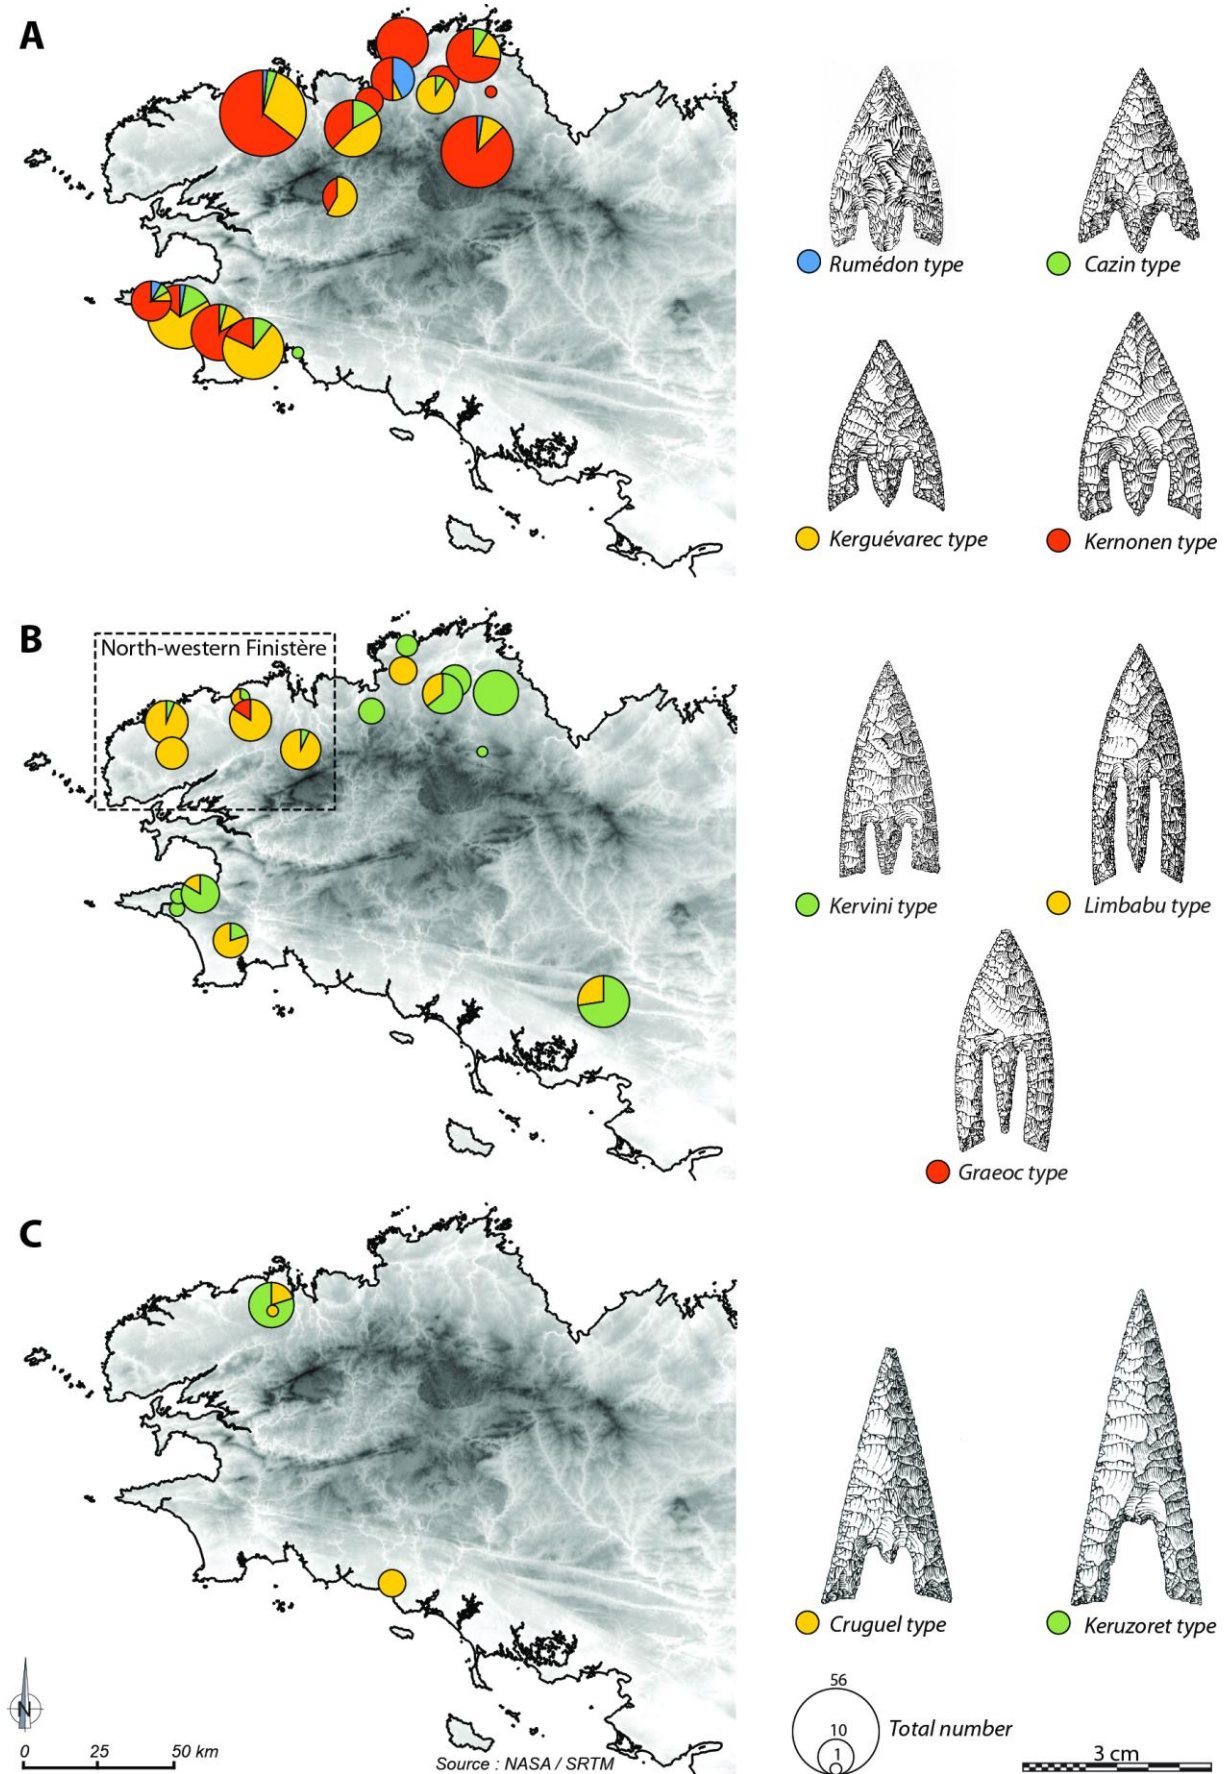 A
Rumédon type
Cazin type
Kerguévarec type
Kernonen type
B
North-western Finistère
Kervini type
Limbabu type
Graeoc type
C
Cruguel type
Keruzoret type
56
10
1
Total number
N
0 25 50 km
Source : NASA / SRTM
3 cm